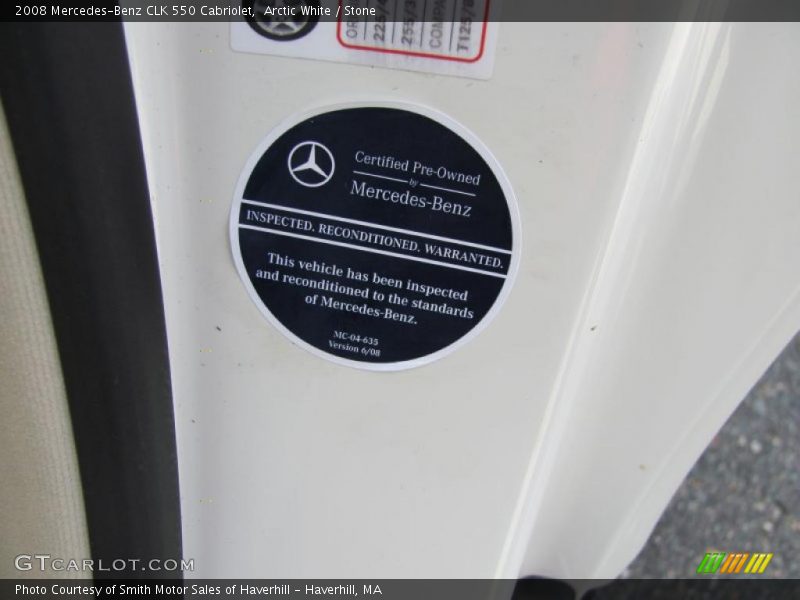 2008 Mercedes-Benz CLK 550 Cabriolet, Arctic White / Stone
Certified Pre-Owned
by
Mercedes-Benz
INSPECTED. RECONDITIONED. WARRANTED.
This vehicle has been inspected
and reconditioned to the standards
of Mercedes-Benz.
MC-04-635
Version 6/08
GTCARLOT.COM
Photo Courtesy of Smith Motor Sales of Haverhill - Haverhill, MA